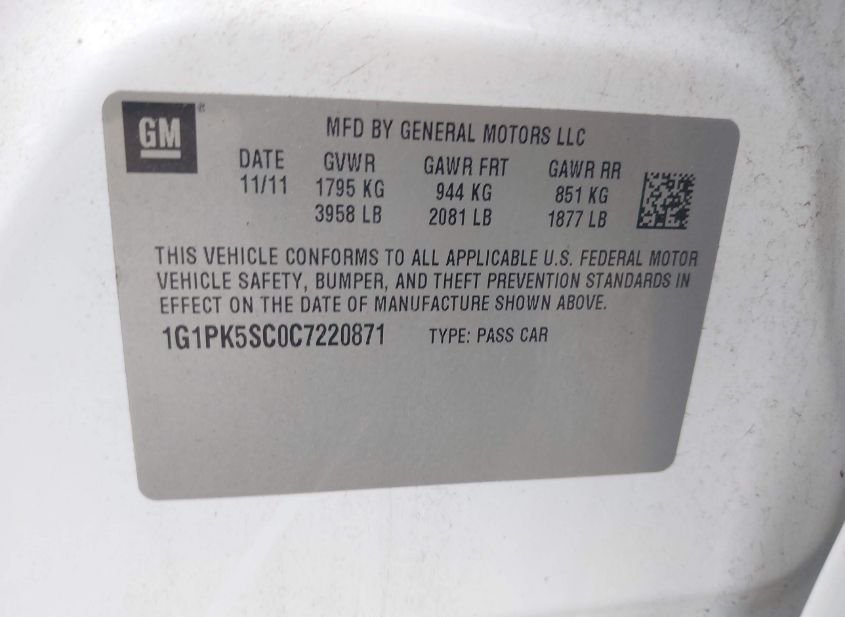 GM®
MFD BY GENERAL MOTORS LLC
DATE GVWR GAWR FRT GAWR RR
11/11 1795 KG 944 KG 851 KG
3958 LB 2081 LB 1877 LB
THIS VEHICLE CONFORMS TO ALL APPLICABLE U.S. FEDERAL MOTOR
VEHICLE SAFETY, BUMPER, AND THEFT PREVENTION STANDARDS IN
EFFECT ON THE DATE OF MANUFACTURE SHOWN ABOVE.
1G1PK5SC0C7220871 TYPE: PASS CAR